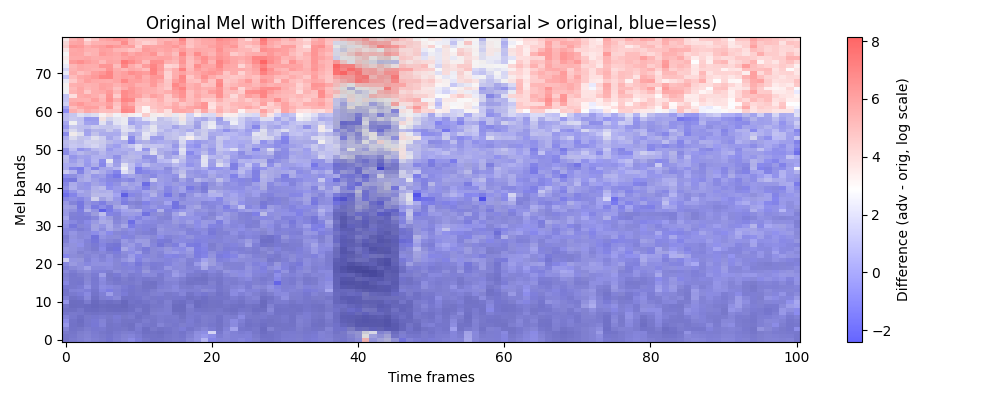 Original Mel with Differences (red=adversarial > original, blue=less)
Mel bands
70
60
50
40
30
20
10
0
0 20 40 60 80 100
Time frames
8
6
4
2
0
−2
Difference (adv - orig, log scale)